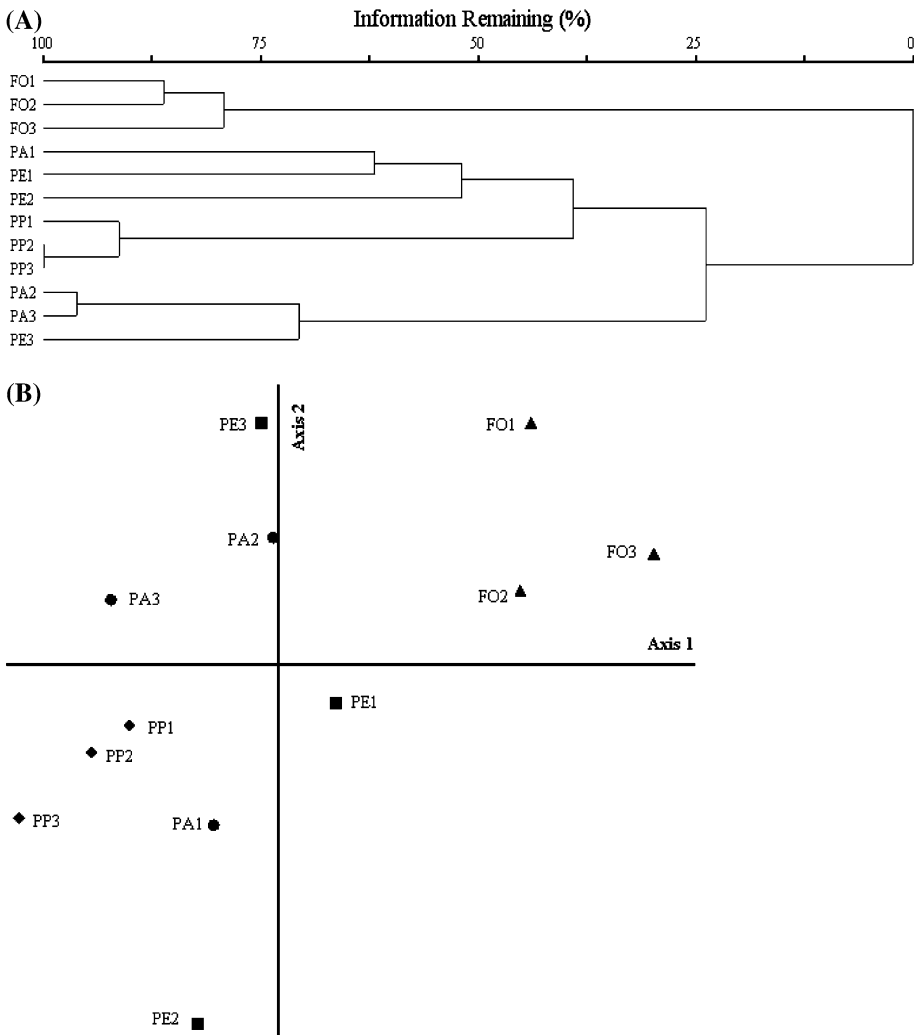 (A)
Information Remaining (%)
100 75 50 25 0
FO1
FO2
FO3
PA1
PE1
PE2
PP1
PP2
PP3
PA2
PA3
PE3
(B)
Axis 2
PE3
FO1
PA2
FO3
FO2
PA3
Axis 1
PE1
PP1
PP2
PP3
PA1
PE2